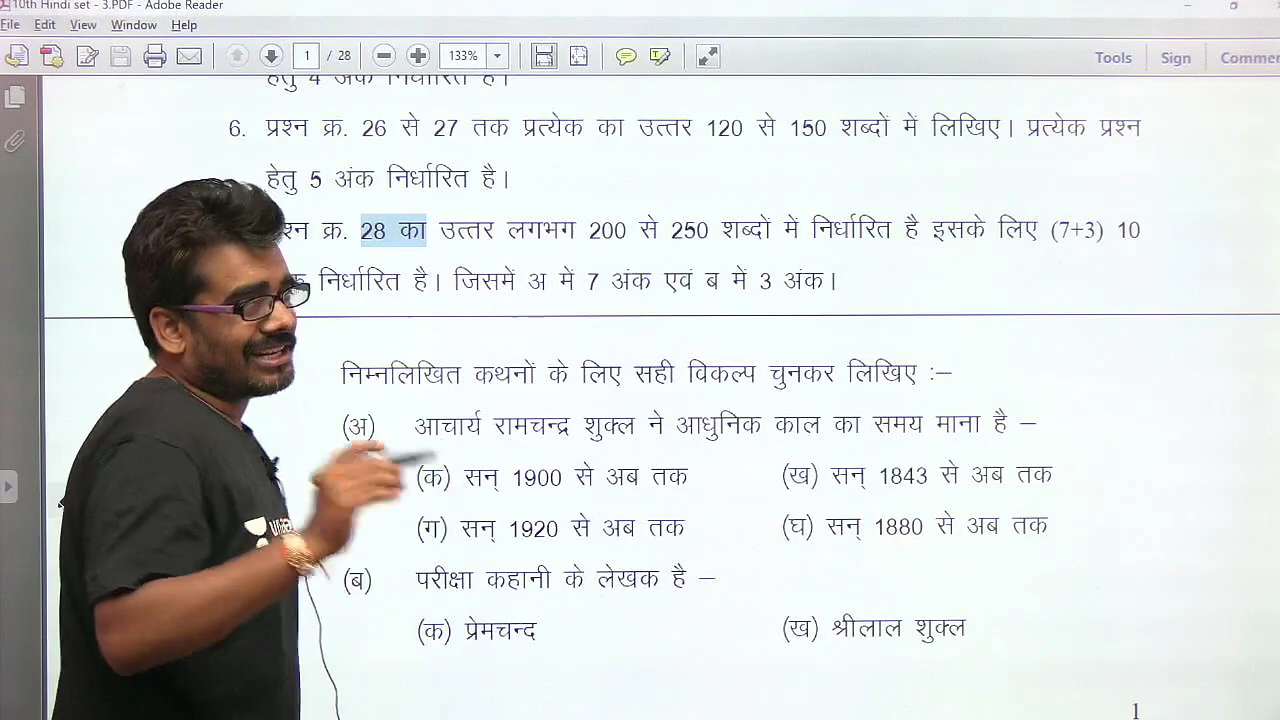 10th Hindi set - 3.PDF - Adobe Reader
File Edit View Window Help
1 / 28 133% Tools Sign
हेतु 4 अंक निर्धारित है।
6. प्रश्न क्र. 26 से 27 तक प्रत्येक का उत्तर 120 से 150 शब्दों में लिखिए। प्रत्येक प्रश्न
हेतु 5 अंक निर्धारित है।
क्र. 28 का उत्तर लगभग 200 से 250 शब्दों में निर्धारित है इसके लिए (7+3) 10
निर्धारित है। जिसमें अ में 7 अंक एवं ब में 3 अंक।
निम्नलिखित कथनों के लिए सही विकल्प चुनकर लिखिए :–
(अ) आचार्य रामचन्द्र शुक्ल ने आधुनिक काल का समय माना है –
(क) सन् 1900 से अब तक (ख) सन् 1843 से अब तक
(ग) सन् 1920 से अब तक (घ) सन् 1880 से अब तक
(ब) परीक्षा कहानी के लेखक है –
(क) प्रेमचन्द (ख) श्रीलाल शुक्ल
1